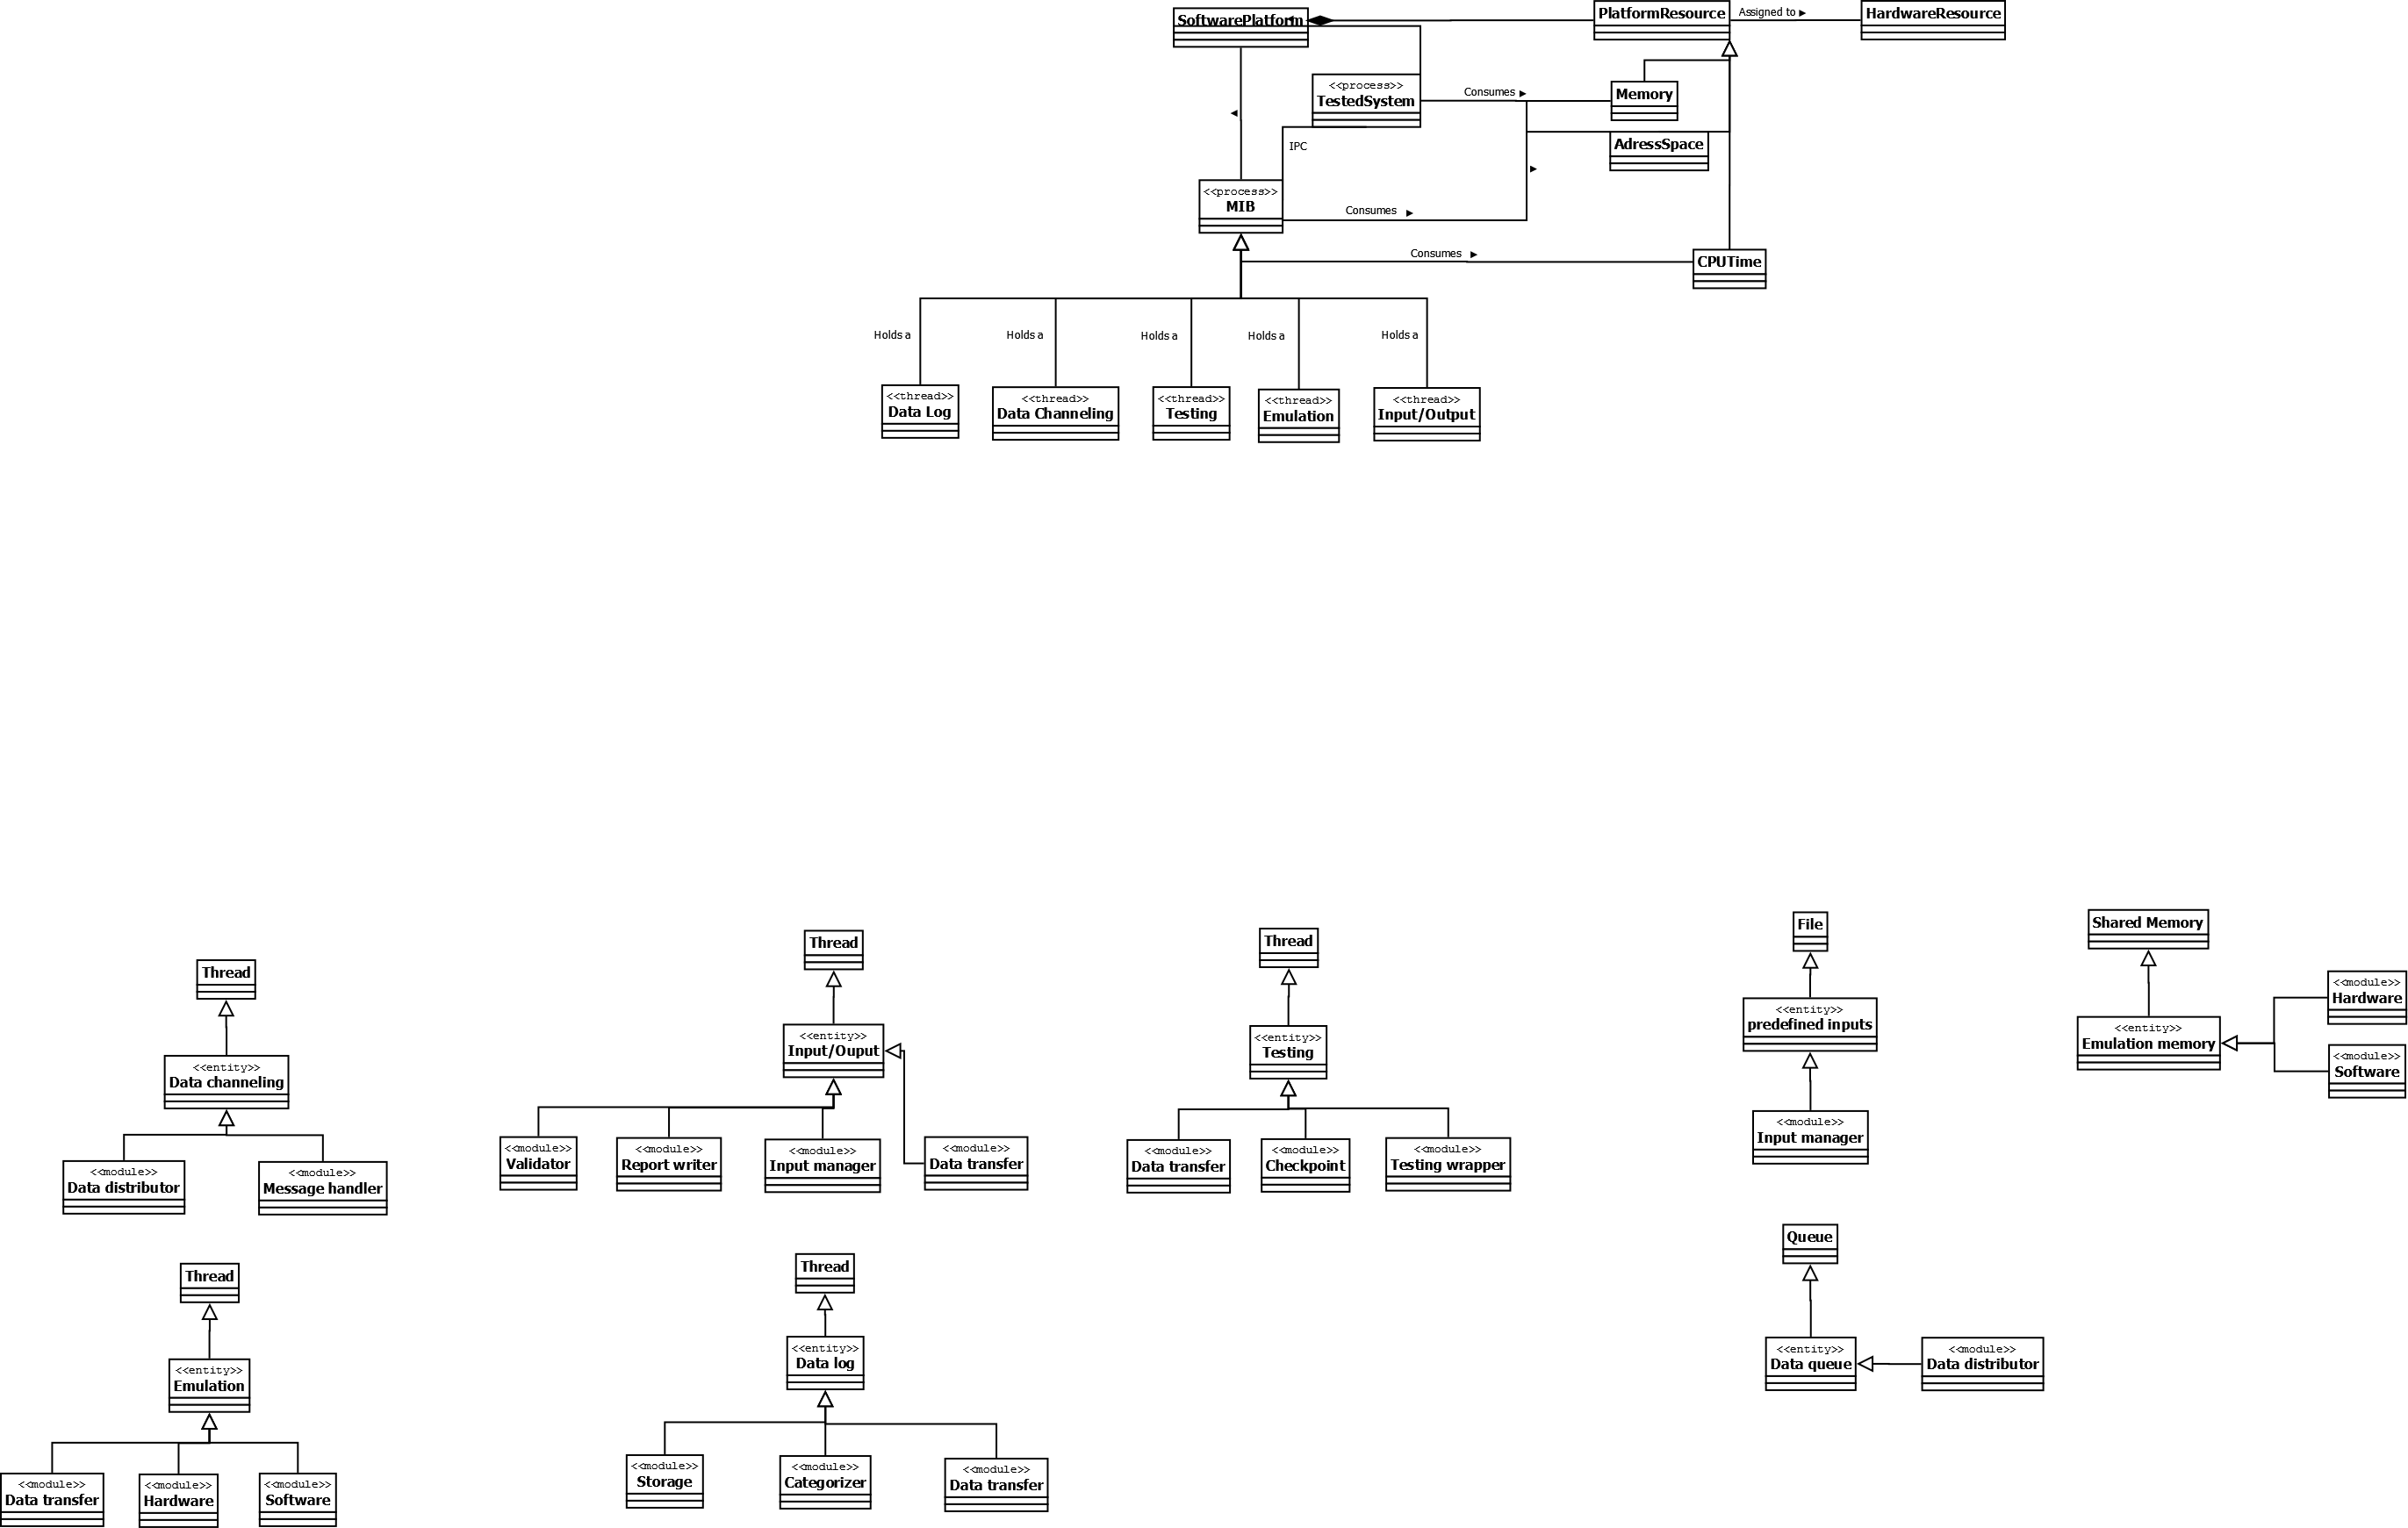 SoftwarePlatform
PlatformResource
Assigned to ►
HardwareResource
<<process>>
TestedSystem
Consumes ►
Memory
AdressSpace
IPC
<<process>>
MIB
Consumes ►
Consumes ►
CPUTime
Holds a
Holds a
Holds a
Holds a
Holds a
<<thread>>
Data Log
<<thread>>
Data Channeling
<<thread>>
Testing
<<thread>>
Emulation
<<thread>>
Input/Output
Thread
<<entity>>
Data channeling
<<module>>
Data distributor
<<module>>
Message handler
Thread
<<entity>>
Input/Ouput
<<module>>
Validator
<<module>>
Report writer
<<module>>
Input manager
<<module>>
Data transfer
Thread
<<entity>>
Testing
<<module>>
Data transfer
<<module>>
Checkpoint
<<module>>
Testing wrapper
File
<<entity>>
predefined inputs
<<module>>
Input manager
Shared Memory
<<entity>>
Emulation memory
<<module>>
Hardware
<<module>>
Software
Thread
<<entity>>
Emulation
<<module>>
Data transfer
<<module>>
Hardware
<<module>>
Software
Thread
<<entity>>
Data log
<<module>>
Storage
<<module>>
Categorizer
<<module>>
Data transfer
Queue
<<entity>>
Data queue
<<module>>
Data distributor